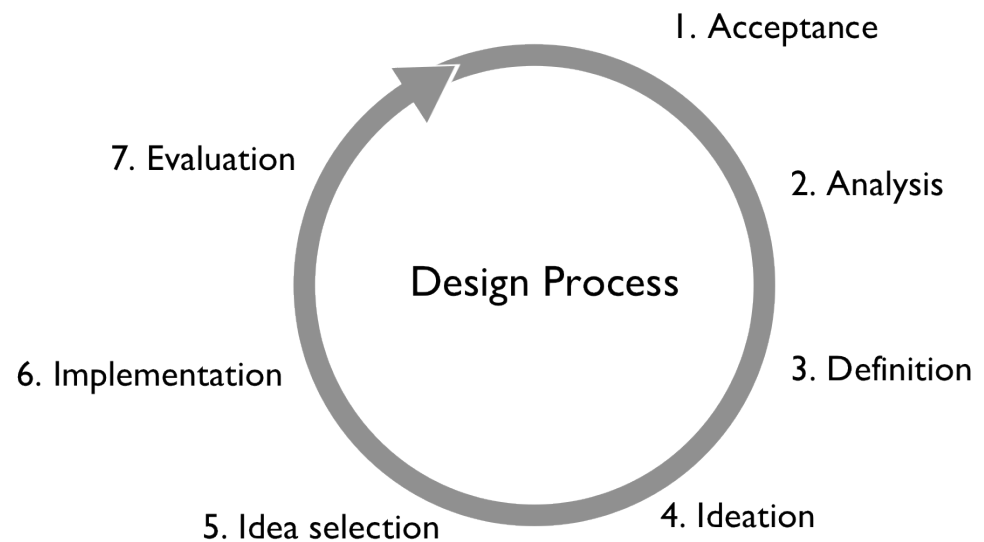 1. Acceptance
2. Analysis
3. Definition
4. Ideation
5. Idea selection
6. Implementation
7. Evaluation
Design Process